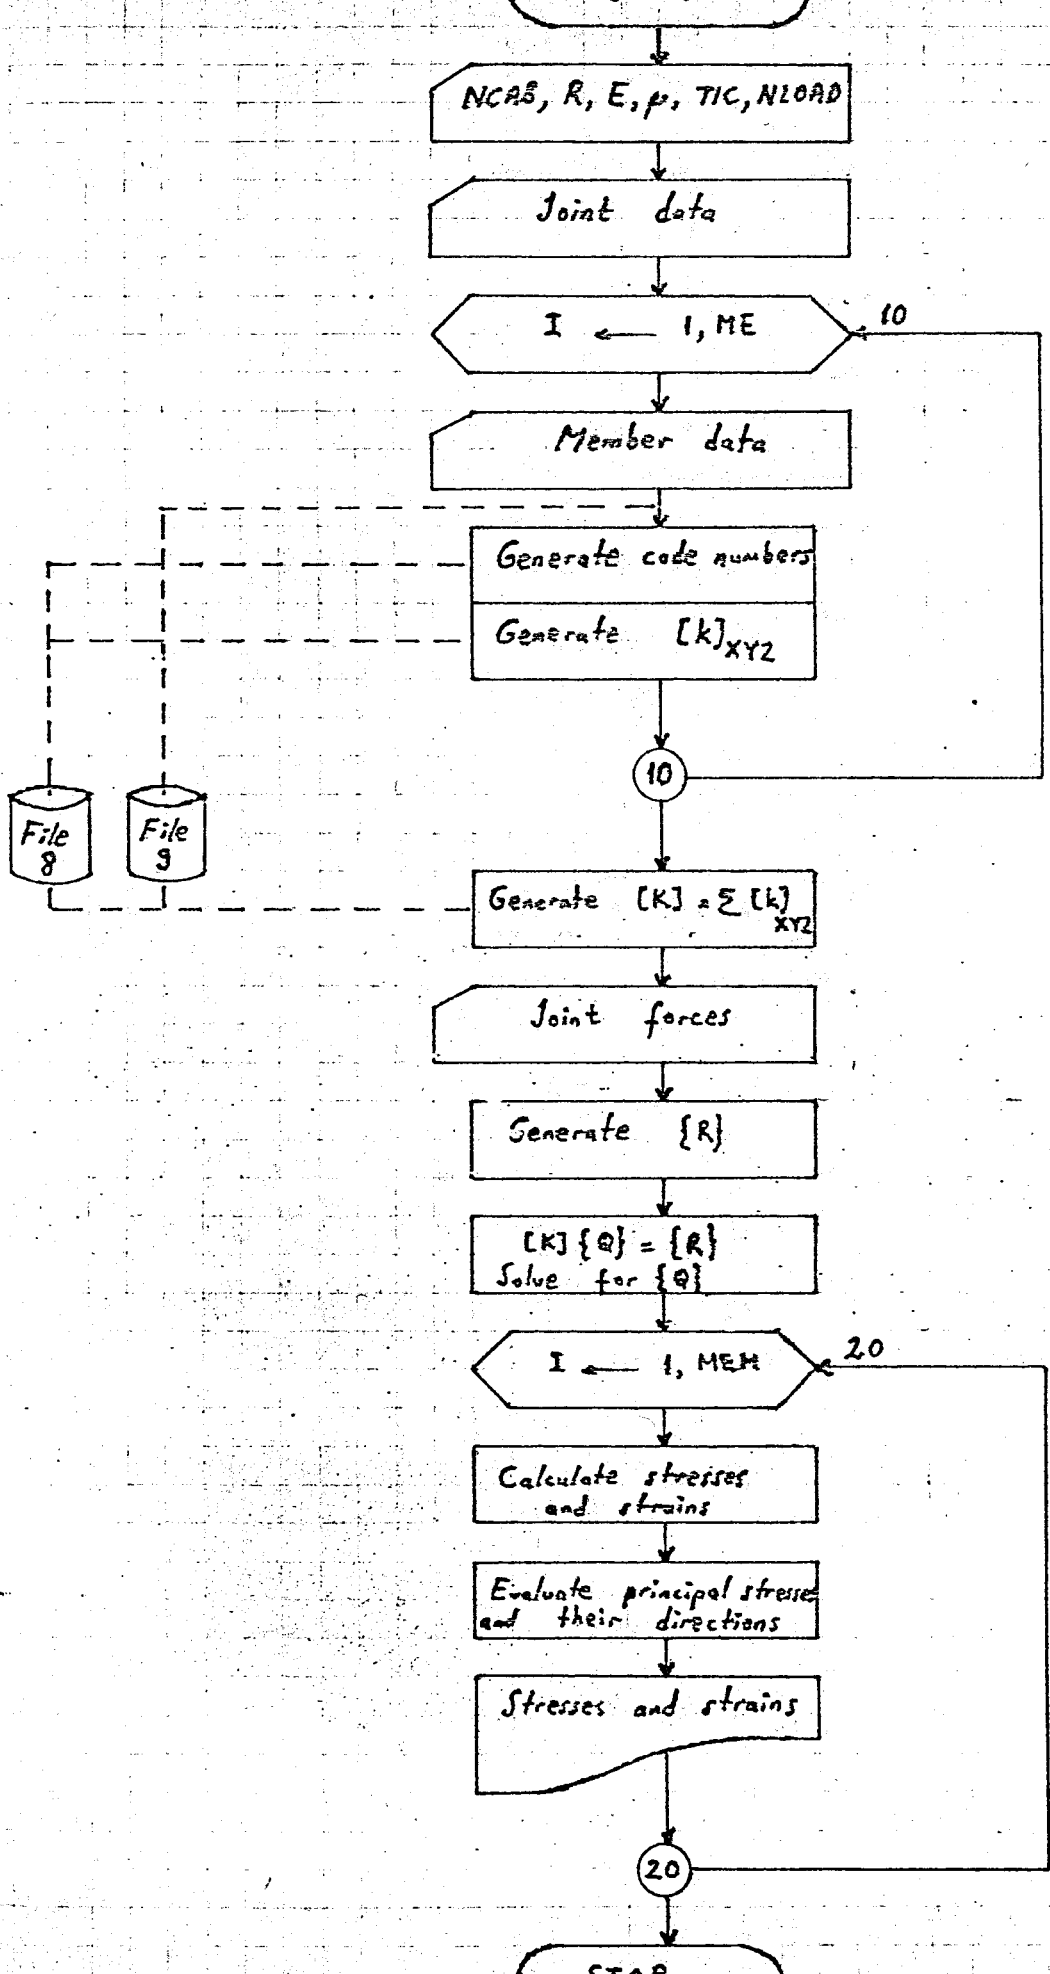 NCAB, R, E, μ, TIC, NLOAD
Joint data
I ← 1, ME
10
Member data
Generate code numbers
Generate [k]XYZ
10
File 8
File 9
Generate [K] = Σ [k]XYZ
Joint forces
Generate {R}
[K] {Q} = {R}
Solve for {Q}
I ← 1, MEM
20
Calculate stresses
and strains
Evaluate principal stresses
and their directions
Stresses and strains
20
STOP